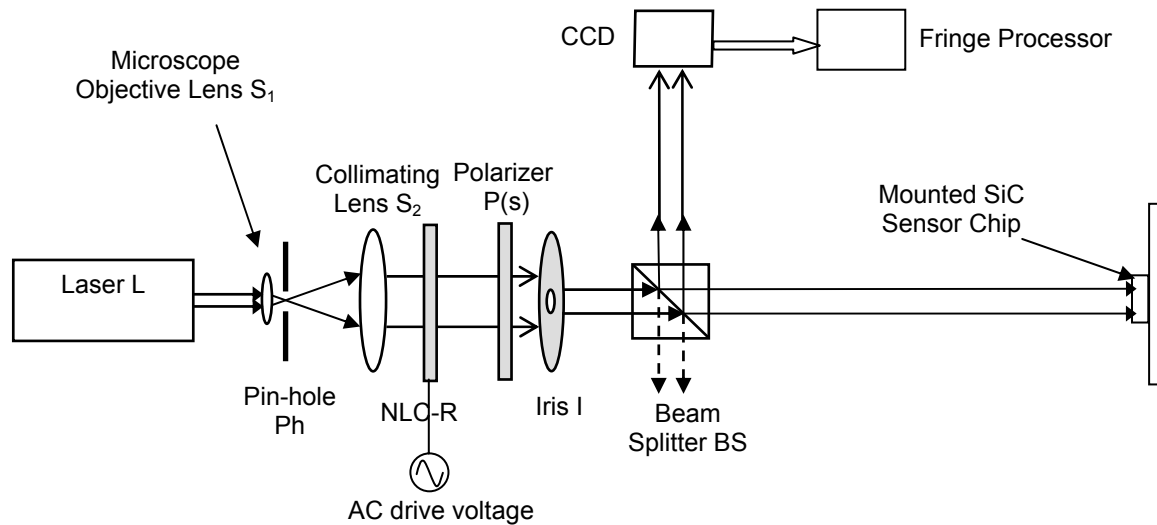 CCD
Fringe Processor
Microscope
Objective Lens S₁
Collimating
Lens S₂
Polarizer
P(s)
Mounted SiC
Sensor Chip
Laser L
Pin-hole
Ph
NLC-R
Iris I
Beam
Splitter BS
AC drive voltage